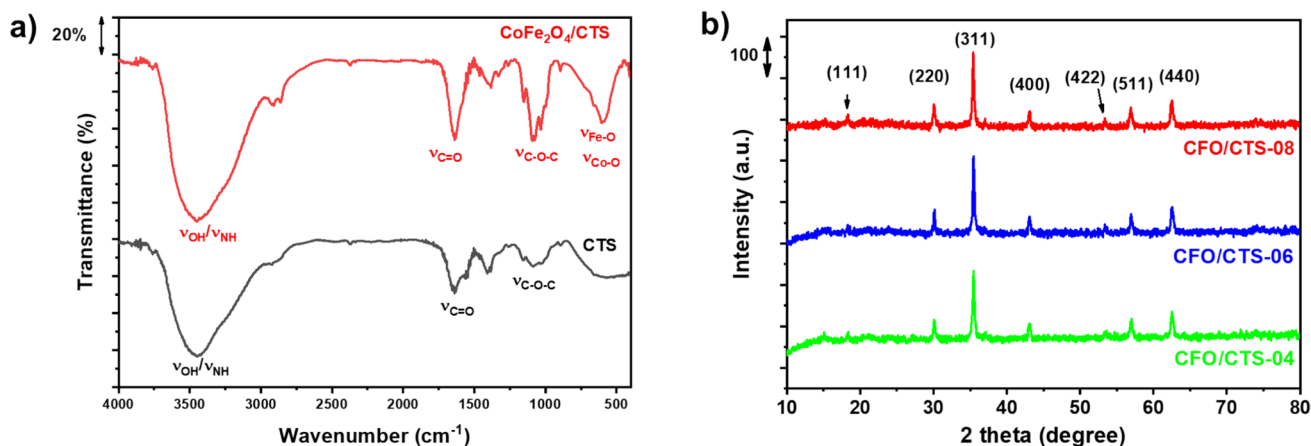 a)
20%
CoFe₂O₄/CTS
νC=O
νC-O-C
νFe-O
νCo-O
νOH/νNH
CTS
νC=O
νC-O-C
νOH/νNH
Transmittance (%)
4000 3500 3000 2500 2000 1500 1000 500
Wavenumber (cm⁻¹)
b)
100
(111)
(220)
(311)
(400)
(422)
(511)
(440)
CFO/CTS-08
CFO/CTS-06
CFO/CTS-04
Intensity (a.u.)
10 20 30 40 50 60 70 80
2 theta (degree)